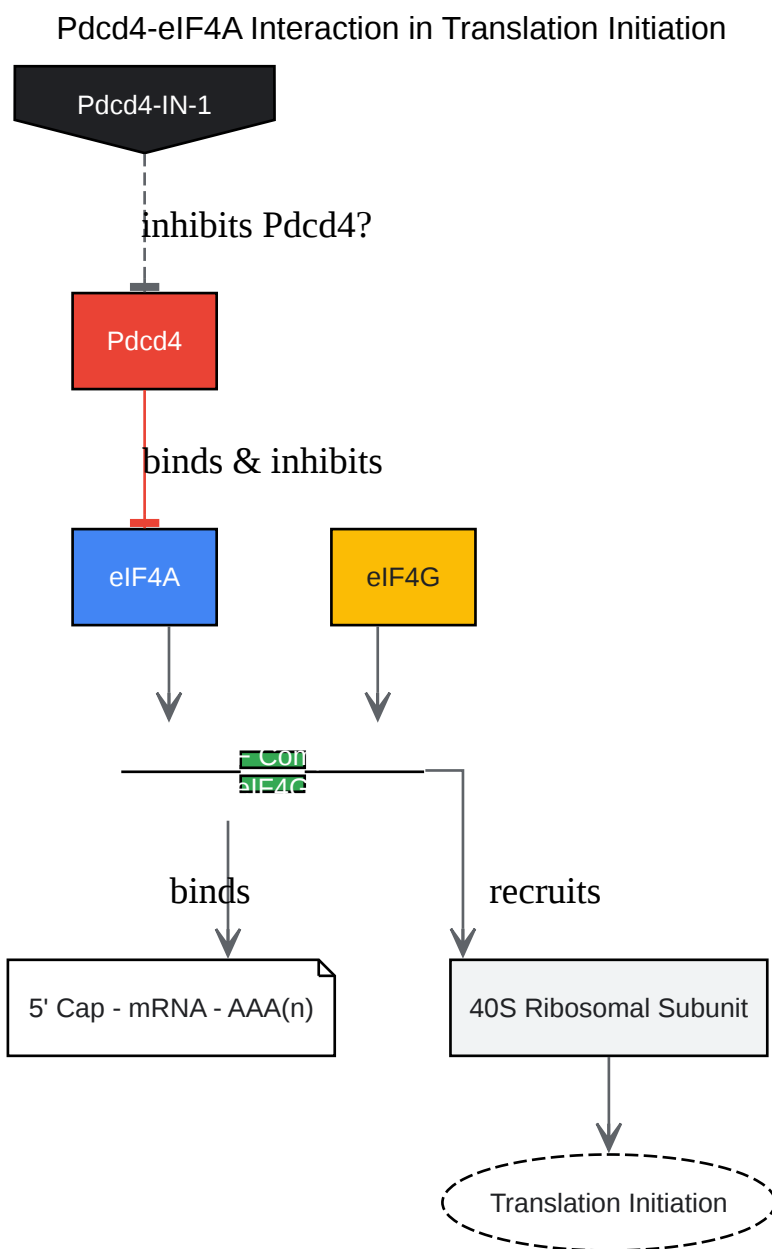 Pdcd4-eIF4A Interaction in Translation Initiation
Pdcd4-IN-1
inhibits Pdcd4?
Pdcd4
binds & inhibits
eIF4A
eIF4G
eIF4G
binds
recruits
5' Cap - mRNA - AAA(n)
40S Ribosomal Subunit
Translation Initiation